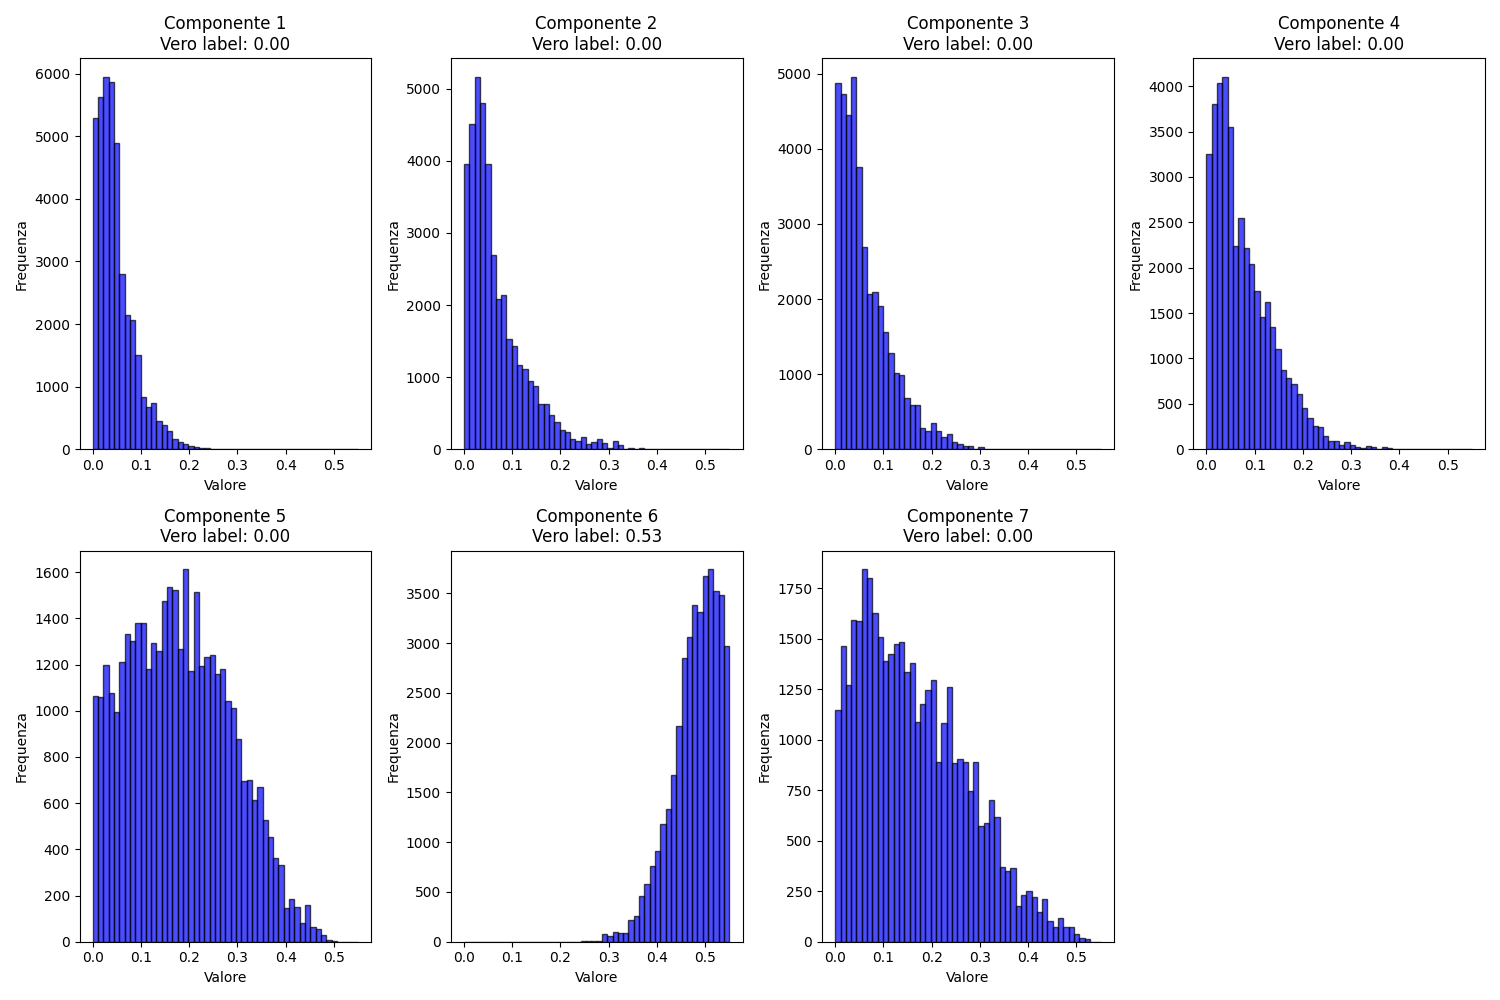 Componente 1
Vero label: 0.00
Componente 2
Vero label: 0.00
Componente 3
Vero label: 0.00
Componente 4
Vero label: 0.00
6000
5000
4000
3000
2000
1000
0
Frequenza
0.0 0.1 0.2 0.3 0.4 0.5
Valore
5000
4000
3000
2000
1000
0
Frequenza
0.0 0.1 0.2 0.3 0.4 0.5
Valore
5000
4000
3000
2000
1000
0
Frequenza
0.0 0.1 0.2 0.3 0.4 0.5
Valore
4000
3500
3000
2500
2000
1500
1000
500
0
Frequenza
0.0 0.1 0.2 0.3 0.4 0.5
Valore
Componente 5
Vero label: 0.00
Componente 6
Vero label: 0.53
Componente 7
Vero label: 0.00
1600
1400
1200
1000
800
600
400
200
0
Frequenza
0.0 0.1 0.2 0.3 0.4 0.5
Valore
3500
3000
2500
2000
1500
1000
500
0
Frequenza
0.0 0.1 0.2 0.3 0.4 0.5
Valore
1750
1500
1250
1000
750
500
250
0
Frequenza
0.0 0.1 0.2 0.3 0.4 0.5
Valore